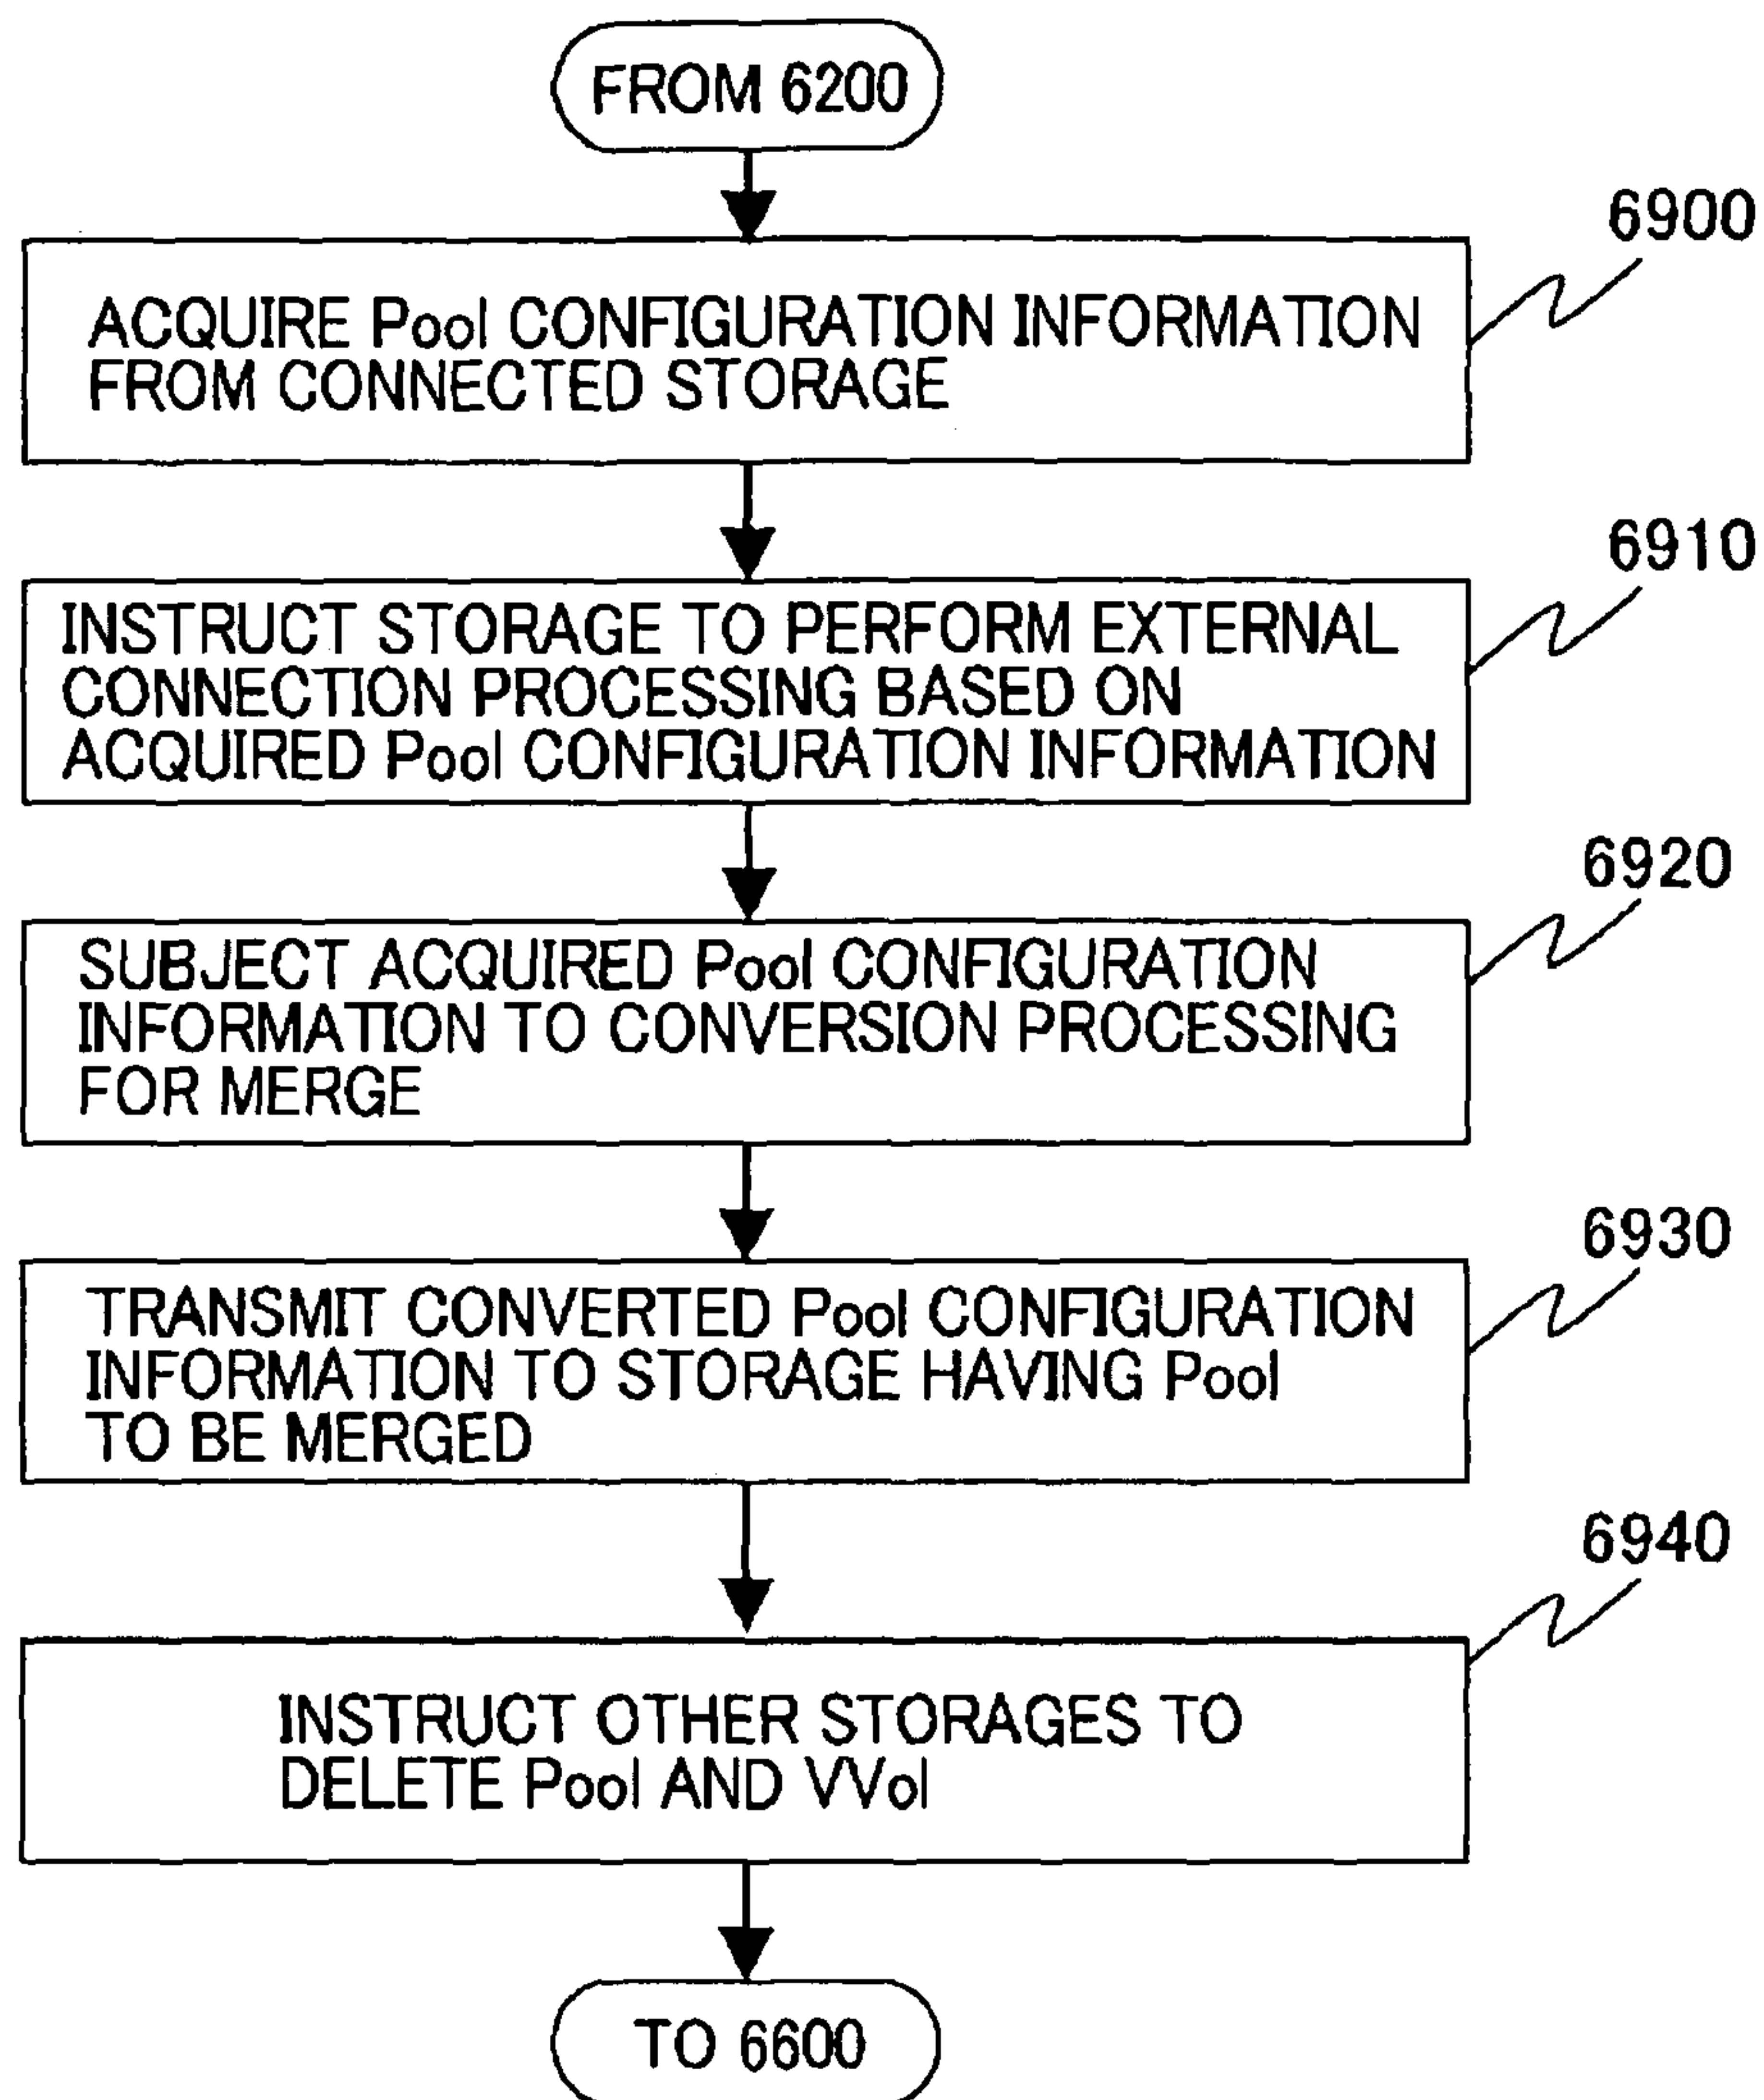 FROM 6200
6900
ACQUIRE Pool CONFIGURATION INFORMATION
FROM CONNECTED STORAGE
6910
INSTRUCT STORAGE TO PERFORM EXTERNAL
CONNECTION PROCESSING BASED ON
ACQUIRED Pool CONFIGURATION INFORMATION
6920
SUBJECT ACQUIRED Pool CONFIGURATION
INFORMATION TO CONVERSION PROCESSING
FOR MERGE
6930
TRANSMIT CONVERTED Pool CONFIGURATION
INFORMATION TO STORAGE HAVING Pool
TO BE MERGED
6940
INSTRUCT OTHER STORAGES TO
DELETE Pool AND VVol
TO 6600